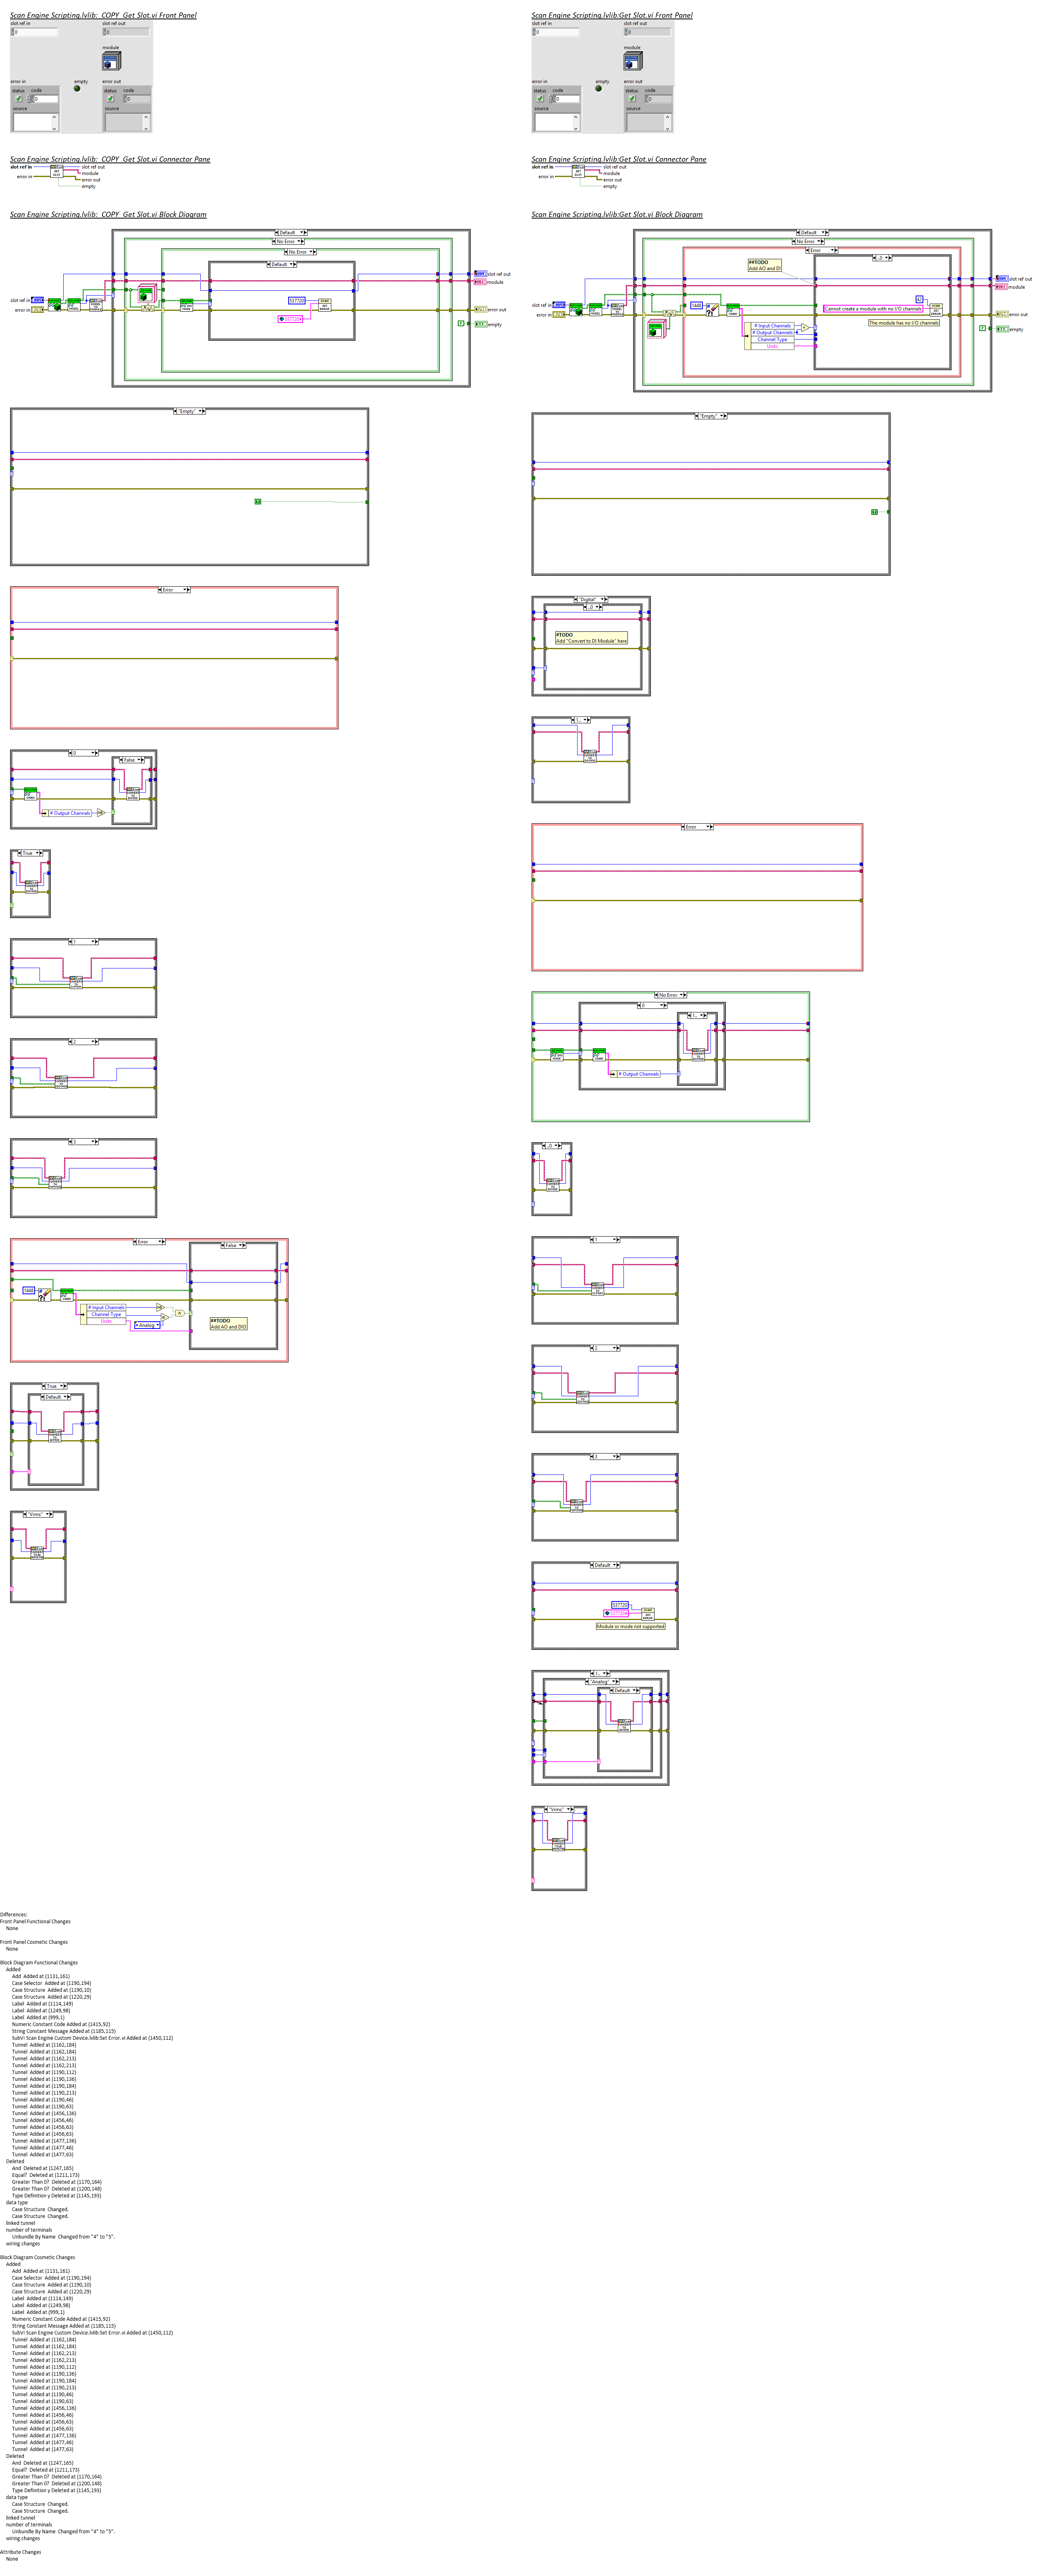 Scan Engine Scripting.lvlib:_COPY_Get Slot.vi Front Panel
slot ref in
slot ref out
0
0
module
error in
empty
error out
status code
status code
0
0
source
source
Scan Engine Scripting.lvlib:_COPY_Get Slot.vi Connector Pane
slot ref in
slot ref out
module
error in
error out
empty
Scan Engine Scripting.lvlib:_COPY_Get Slot.vi Block Diagram
Default
No Error
No Error
Default
slot ref in
error in
537720
slot ref out
module
error out
empty
"Empty"
Error
0
False
# Output Channels
True
1
2
3
Error
False
1448
# Input Channels
Channel Type
Units
Analog
##TODO
Add AO and DIO
True
Default
"Vrms"
Scan Engine Scripting.lvlib:Get Slot.vi Front Panel
slot ref in
slot ref out
0
0
module
error in
empty
error out
status code
status code
0
0
source
source
Scan Engine Scripting.lvlib:Get Slot.vi Connector Pane
slot ref in
slot ref out
module
error in
error out
empty
Scan Engine Scripting.lvlib:Get Slot.vi Block Diagram
Default
No Error
Error
..0
##TODO
Add AO and DI
slot ref in
error in
1448
# Input Channels
# Output Channels
Channel Type
Units
42
Cannot create a module with no I/O channels
The module has no I/O channels
slot ref out
module
error out
empty
"Empty"
"Digital"
..0
#TODO
Add "Convert to DI Module" here
1..
Error
No Error
0
1..
# Output Channels
..0
1
2
3
Default
537720
Module or mode not supported
1..
"Analog"
Default
"Vrms"
Differences:
Front Panel Functional Changes
None
Front Panel Cosmetic Changes
None
Block Diagram Functional Changes
Added
Add Added at (1131,161)
Case Selector Added at (1190,194)
Case Structure Added at (1190,10)
Case Structure Added at (1220,29)
Label Added at (1114,149)
Label Added at (1249,98)
Label Added at (999,1)
Numeric Constant Code Added at (1415,92)
String Constant Message Added at (1185,115)
SubVI Scan Engine Custom Device.lvlib:Set Error.vi Added at (1450,112)
Tunnel Added at (1162,184)
Tunnel Added at (1162,184)
Tunnel Added at (1162,213)
Tunnel Added at (1162,213)
Tunnel Added at (1190,112)
Tunnel Added at (1190,136)
Tunnel Added at (1190,184)
Tunnel Added at (1190,213)
Tunnel Added at (1190,46)
Tunnel Added at (1190,63)
Tunnel Added at (1456,136)
Tunnel Added at (1456,46)
Tunnel Added at (1456,63)
Tunnel Added at (1456,63)
Tunnel Added at (1477,136)
Tunnel Added at (1477,46)
Tunnel Added at (1477,63)
Deleted
And Deleted at (1247,165)
Equal? Deleted at (1211,173)
Greater Than 0? Deleted at (1170,164)
Greater Than 0? Deleted at (1200,148)
Type Definition y Deleted at (1145,193)
data type
Case Structure Changed.
Case Structure Changed.
linked tunnel
number of terminals
Unbundle By Name Changed from "4" to "5".
wiring changes
Block Diagram Cosmetic Changes
Added
Add Added at (1131,161)
Case Selector Added at (1190,194)
Case Structure Added at (1190,10)
Case Structure Added at (1220,29)
Label Added at (1114,149)
Label Added at (1249,98)
Label Added at (999,1)
Numeric Constant Code Added at (1415,92)
String Constant Message Added at (1185,115)
SubVI Scan Engine Custom Device.lvlib:Set Error.vi Added at (1450,112)
Tunnel Added at (1162,184)
Tunnel Added at (1162,184)
Tunnel Added at (1162,213)
Tunnel Added at (1162,213)
Tunnel Added at (1190,112)
Tunnel Added at (1190,136)
Tunnel Added at (1190,184)
Tunnel Added at (1190,213)
Tunnel Added at (1190,46)
Tunnel Added at (1190,63)
Tunnel Added at (1456,136)
Tunnel Added at (1456,46)
Tunnel Added at (1456,63)
Tunnel Added at (1456,63)
Tunnel Added at (1477,136)
Tunnel Added at (1477,46)
Tunnel Added at (1477,63)
Deleted
And Deleted at (1247,165)
Equal? Deleted at (1211,173)
Greater Than 0? Deleted at (1170,164)
Greater Than 0? Deleted at (1200,148)
Type Definition y Deleted at (1145,193)
data type
Case Structure Changed.
Case Structure Changed.
linked tunnel
number of terminals
Unbundle By Name Changed from "4" to "5".
wiring changes
Attribute Changes
None